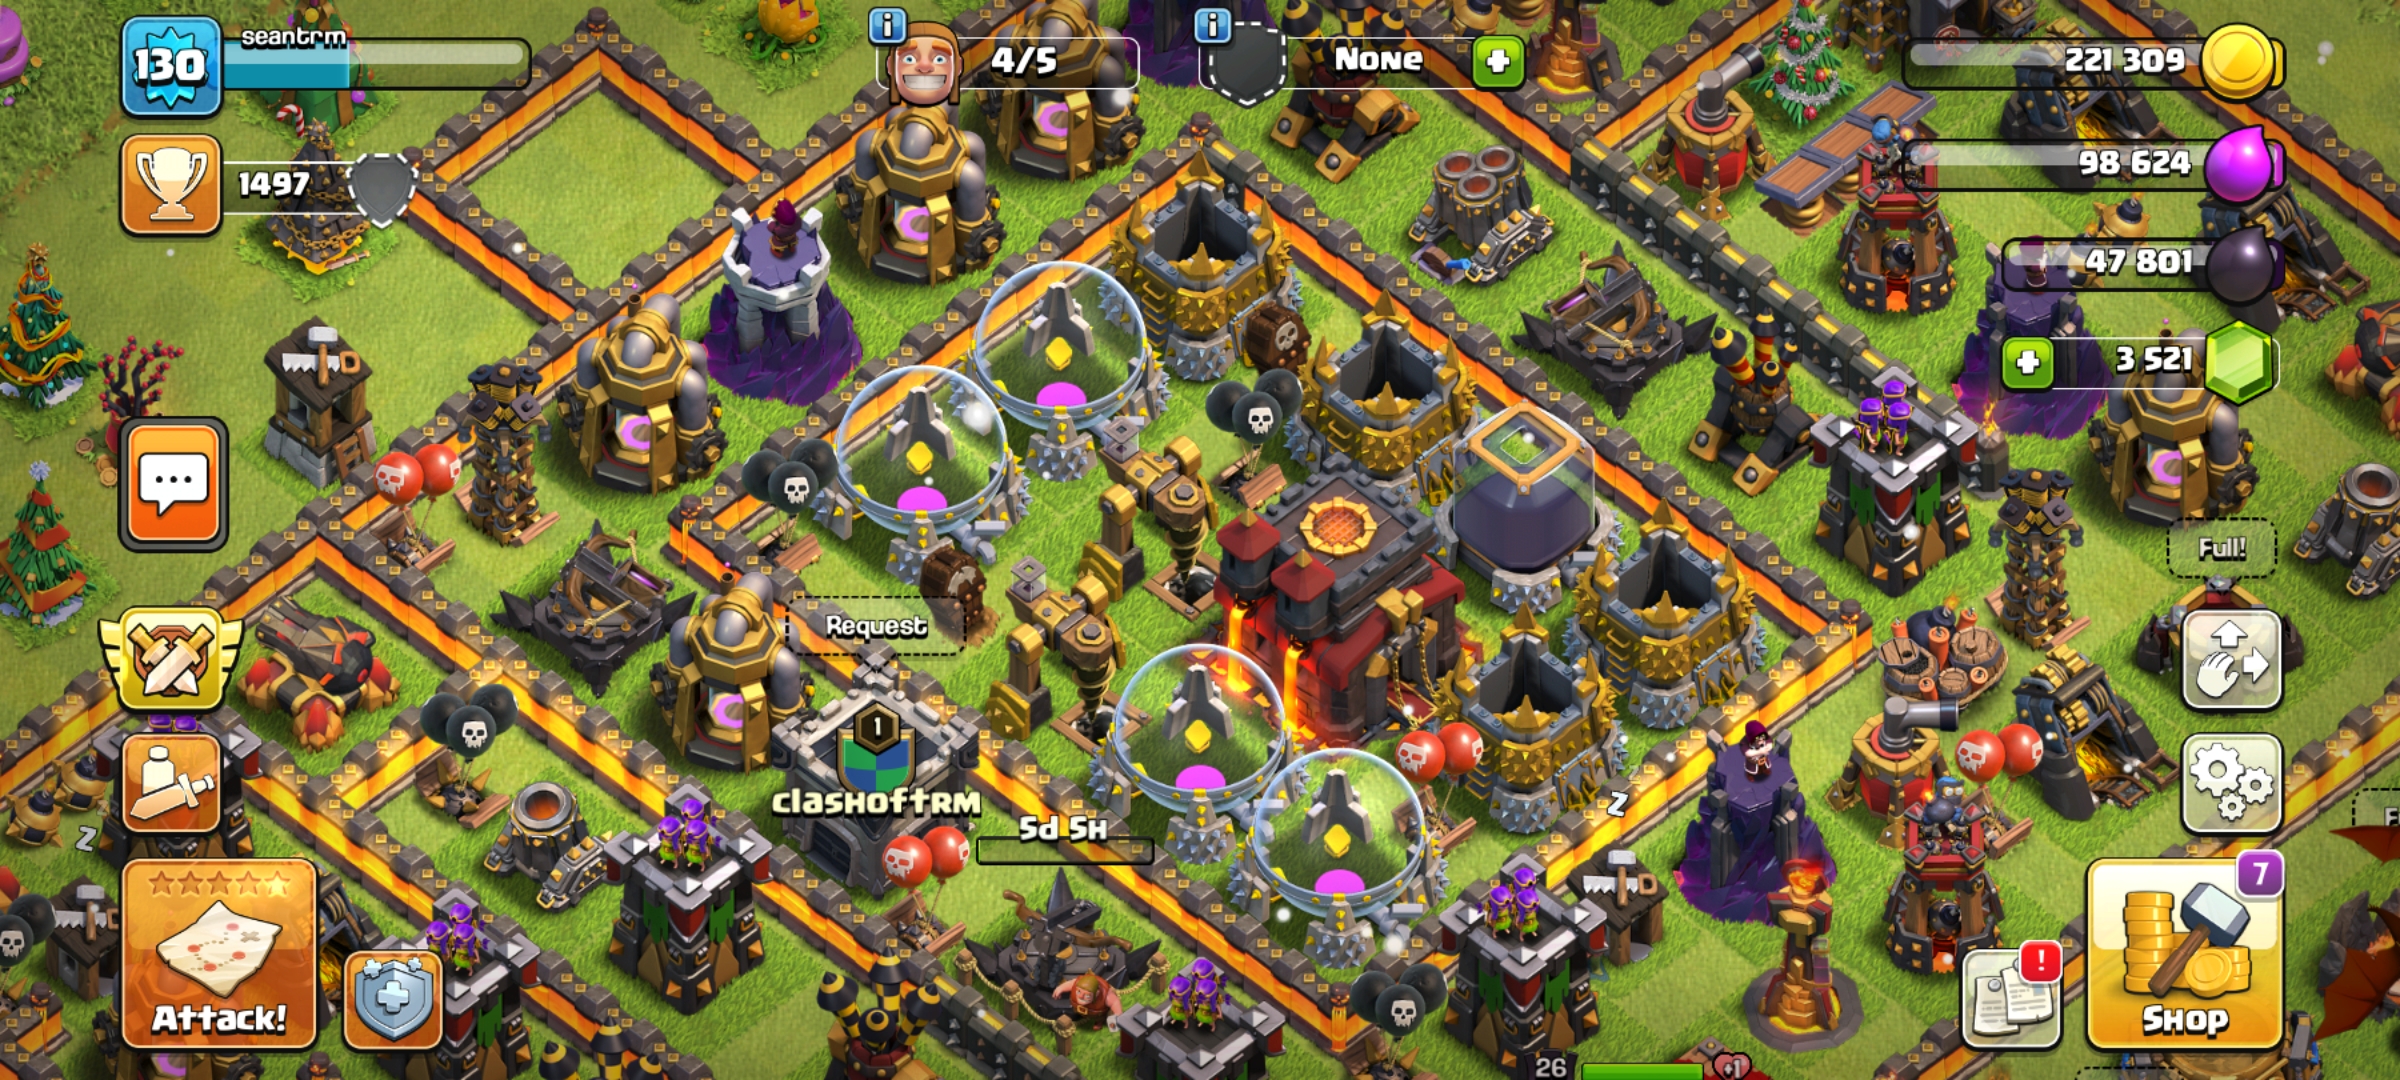 130
seantrm
4/5
None
221 309
1497
98 624
47 801
3 521
Full!
Request
1
clashoftRM
5d 5H
Z
Z
7
!
Attack!
Shop
26
+1